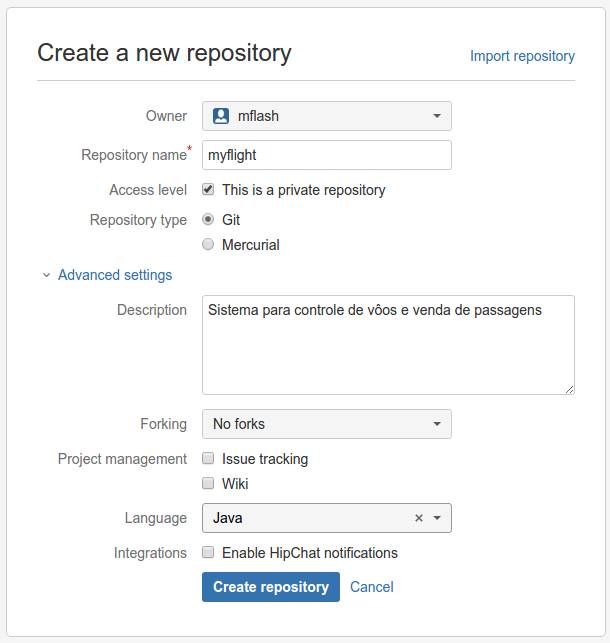 Create a new repository
Import repository
Owner mflash
Repository name* myflight
Access level This is a private repository
Repository type Git
Mercurial
Advanced settings
Description Sistema para controle de vôos e venda de passagens
Forking No forks
Project management Issue tracking
Wiki
Language Java ×
Integrations Enable HipChat notifications
Create repository Cancel